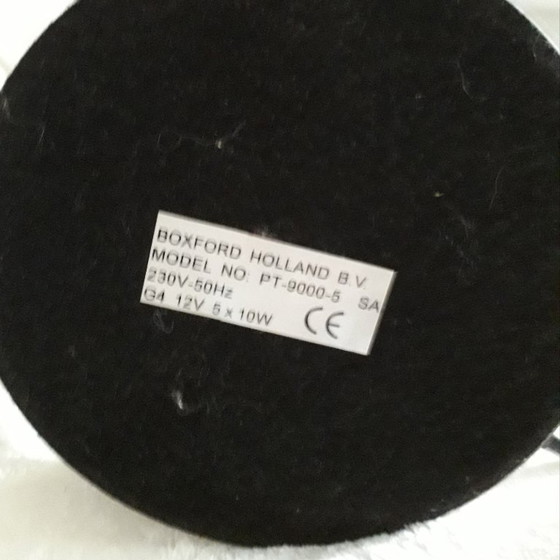 BOXFORD HOLLAND B.V.
MODEL NO: PT-9000-5 SA
230V-50Hz
G4 12V 5 x 10W CE